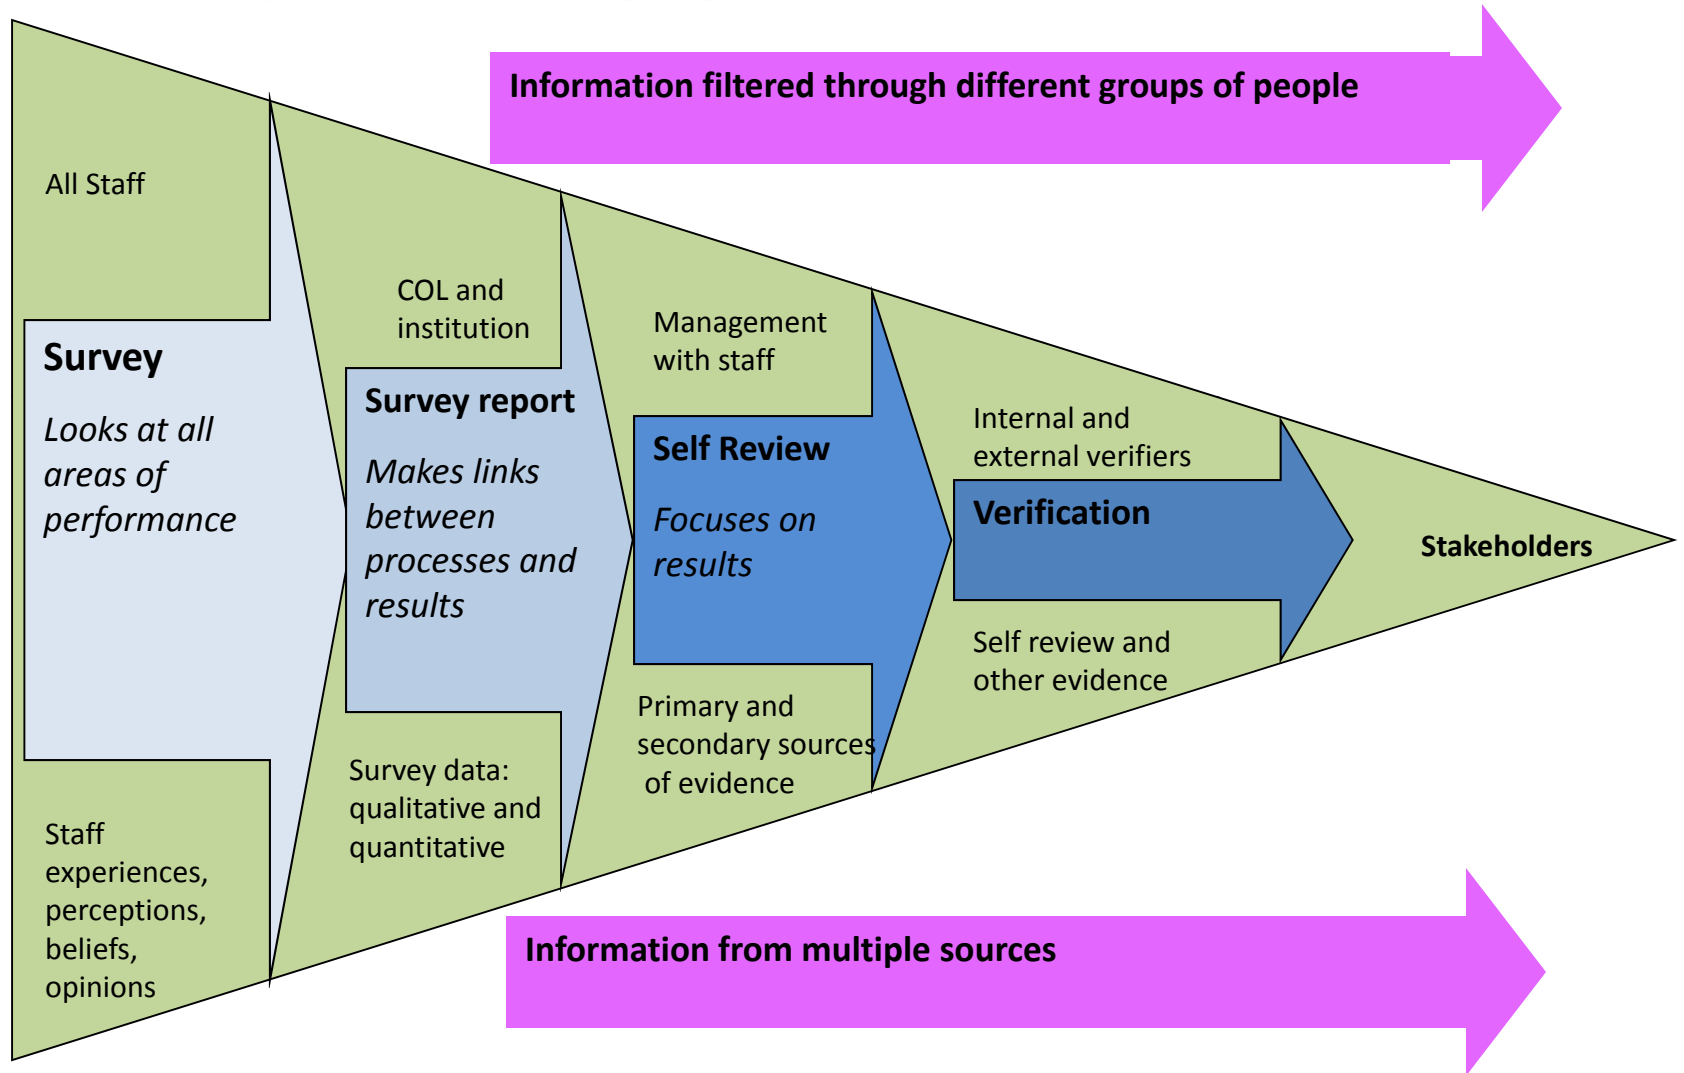 Information filtered through different groups of people
All Staff
Survey
Looks at all
areas of
performance
Staff
experiences,
perceptions,
beliefs,
opinions
COL and
institution
Survey report
Makes links
between
processes and
results
Survey data:
qualitative and
quantitative
Management
with staff
Self Review
Focuses on
results
Primary and
secondary sources
of evidence
Internal and
external verifiers
Verification
Self review and
other evidence
Stakeholders
Information from multiple sources